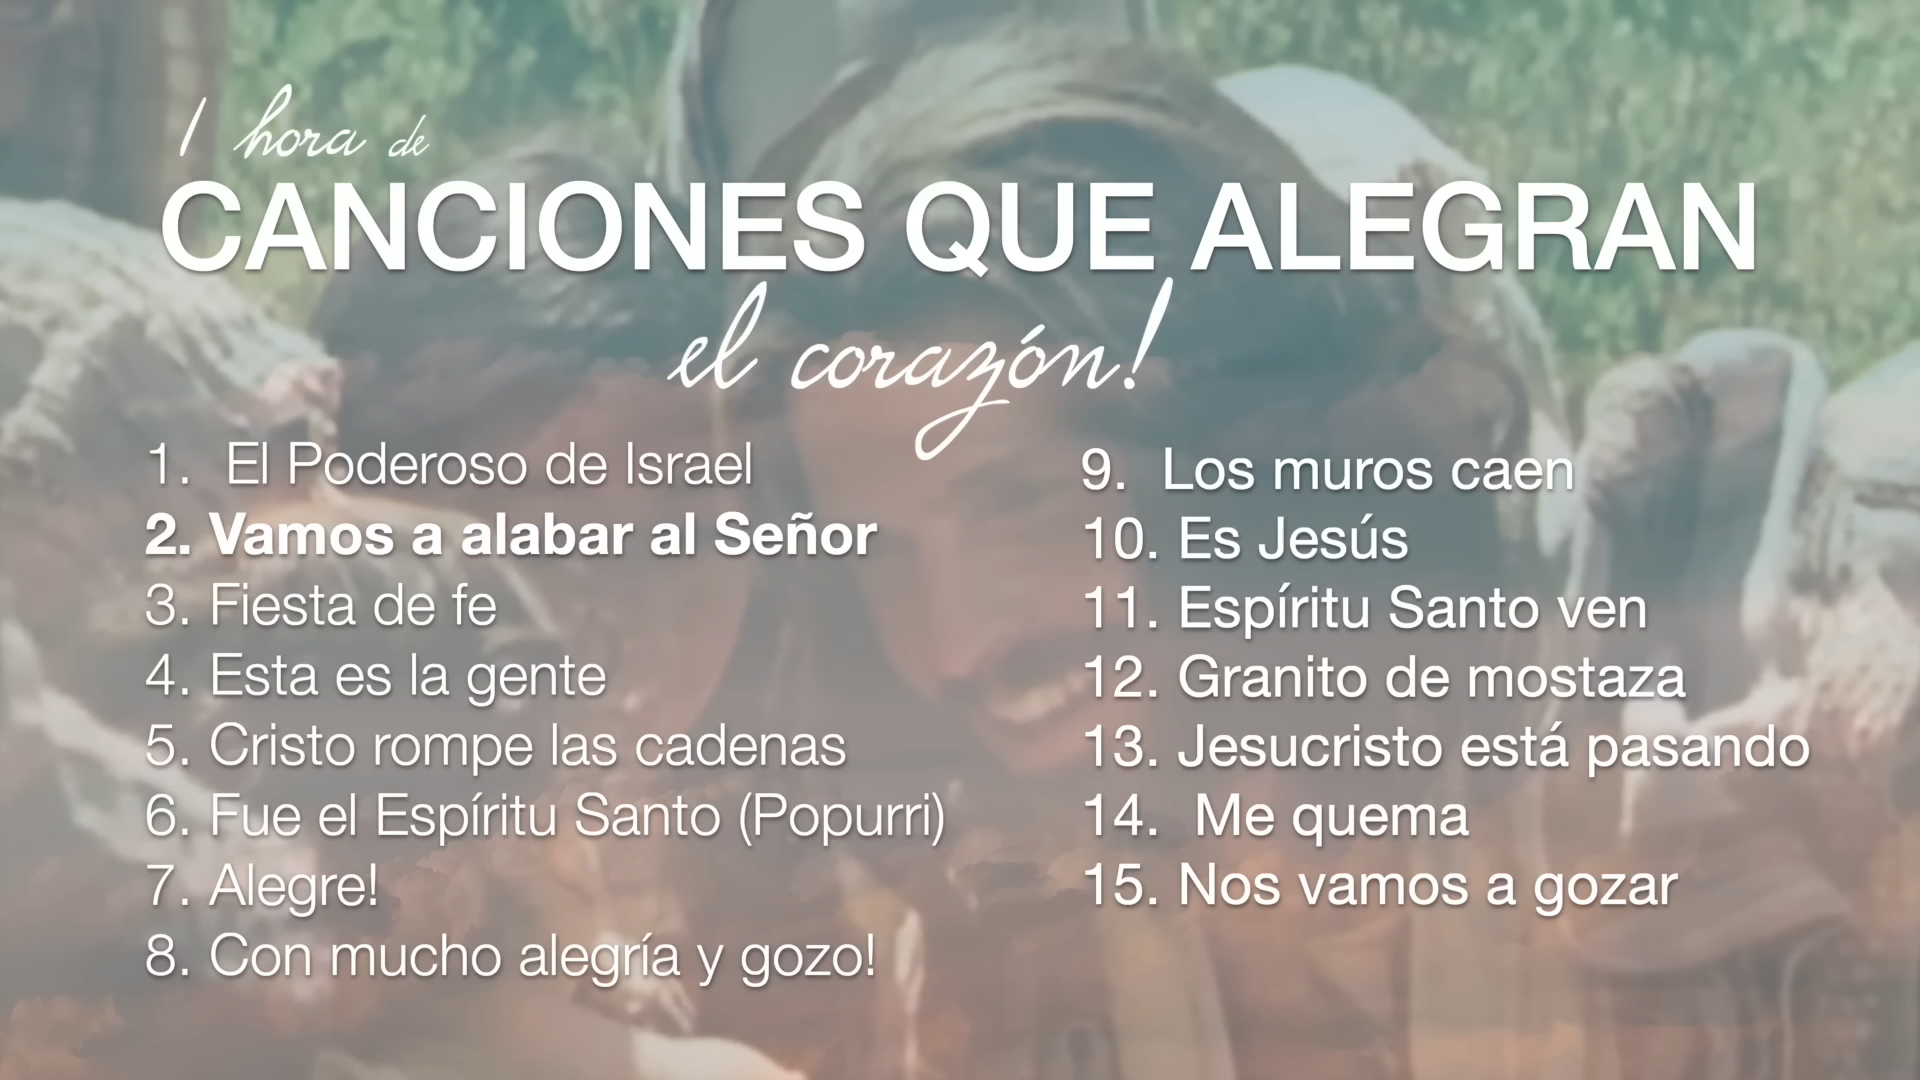 1 hora de
CANCIONES QUE ALEGRAN
el corazón!
1. El Poderoso de Israel
2. Vamos a alabar al Señor
3. Fiesta de fe
4. Esta es la gente
5. Cristo rompe las cadenas
6. Fue el Espíritu Santo (Popurri)
7. Alegre!
8. Con mucho alegría y gozo!
9. Los muros caen
10. Es Jesús
11. Espíritu Santo ven
12. Granito de mostaza
13. Jesucristo está pasando
14. Me quema
15. Nos vamos a gozar